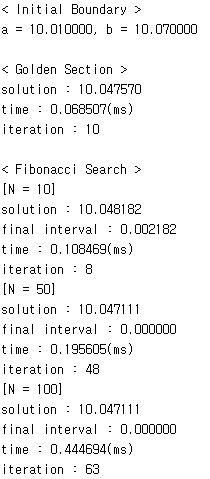 < Initial Boundary >
a = 10.010000, b = 10.070000
< Golden Section >
solution : 10.047570
time : 0.068507(ms)
iteration : 10
< Fibonacci Search >
[N = 10]
solution : 10.048182
final interval : 0.002182
time : 0.108469(ms)
iteration : 8
[N = 50]
solution : 10.047111
final interval : 0.000000
time : 0.195605(ms)
iteration : 48
[N = 100]
solution : 10.047111
final interval : 0.000000
time : 0.444694(ms)
iteration : 63